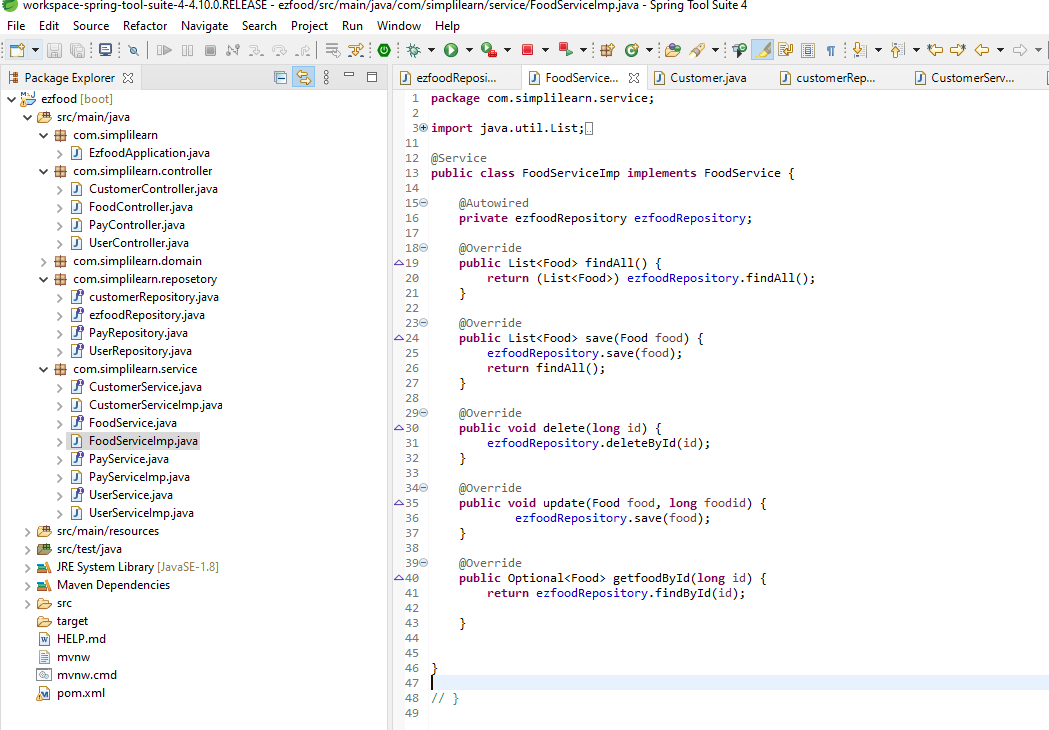 workspace-spring-tool-suite-4-4.10.0.RELEASE - ezfood/src/main/java/com/simplilearn/service/FoodServiceImp.java - Spring Tool Suite 4
File Edit Source Refactor Navigate Search Project Run Window Help
Package Explorer
ezfoodReposi...
FoodService...
Customer.java
customerRep...
CustomerServ...
ezfood [boot]
src/main/java
com.simplilearn
EzfoodApplication.java
com.simplilearn.controller
CustomerController.java
FoodController.java
PayController.java
UserController.java
com.simplilearn.domain
com.simplilearn.reposetory
customerRepository.java
ezfoodRepository.java
PayRepository.java
UserRepository.java
com.simplilearn.service
CustomerService.java
CustomerServiceImp.java
FoodService.java
FoodServiceImp.java
PayService.java
PayServiceImp.java
UserService.java
UserServiceImp.java
src/main/resources
src/test/java
JRE System Library [JavaSE-1.8]
Maven Dependencies
src
target
HELP.md
mvnw
mvnw.cmd
pom.xml
1 package com.simplilearn.service;
2
3 import java.util.List;
11
12 @Service
13 public class FoodServiceImp implements FoodService {
14
15 @Autowired
16 private ezfoodRepository ezfoodRepository;
17
18 @Override
19 public List<Food> findAll() {
20 return (List<Food>) ezfoodRepository.findAll();
21 }
22
23 @Override
24 public List<Food> save(Food food) {
25 ezfoodRepository.save(food);
26 return findAll();
27 }
28
29 @Override
30 public void delete(long id) {
31 ezfoodRepository.deleteById(id);
32 }
33
34 @Override
35 public void update(Food food, long foodid) {
36 ezfoodRepository.save(food);
37 }
38
39 @Override
40 public Optional<Food> getfoodById(long id) {
41 return ezfoodRepository.findById(id);
42
43 }
44
45
46 }
47
48 // }
49